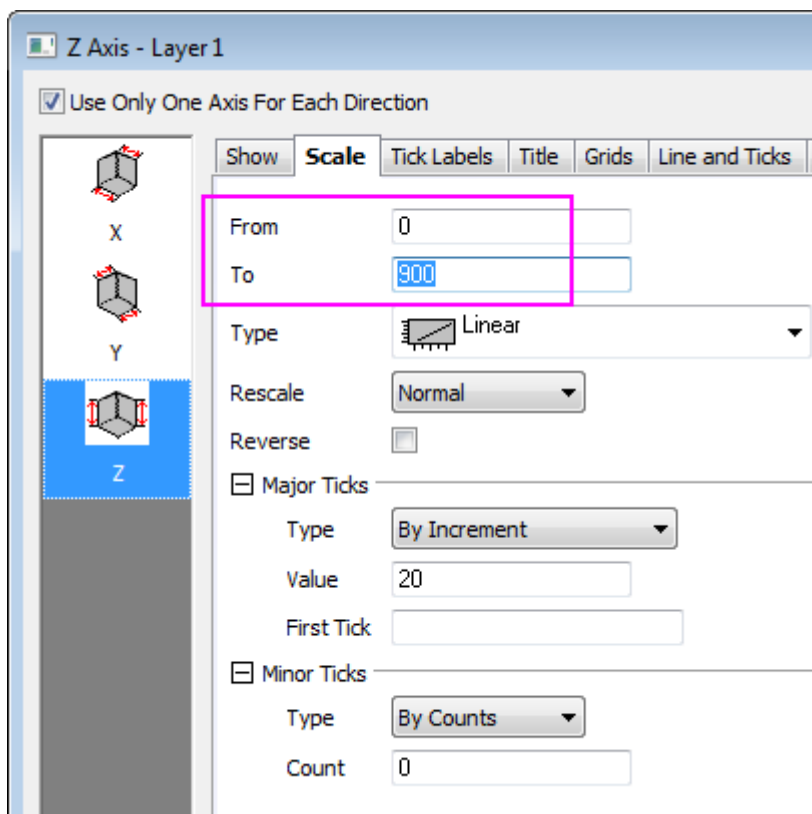 Z Axis - Layer 1
Use Only One Axis For Each Direction
X
Y
Z
Show Scale Tick Labels Title Grids Line and Ticks
From 0
To 900
Type Linear
Rescale Normal
Reverse
Major Ticks
Type By Increment
Value 20
First Tick
Minor Ticks
Type By Counts
Count 0